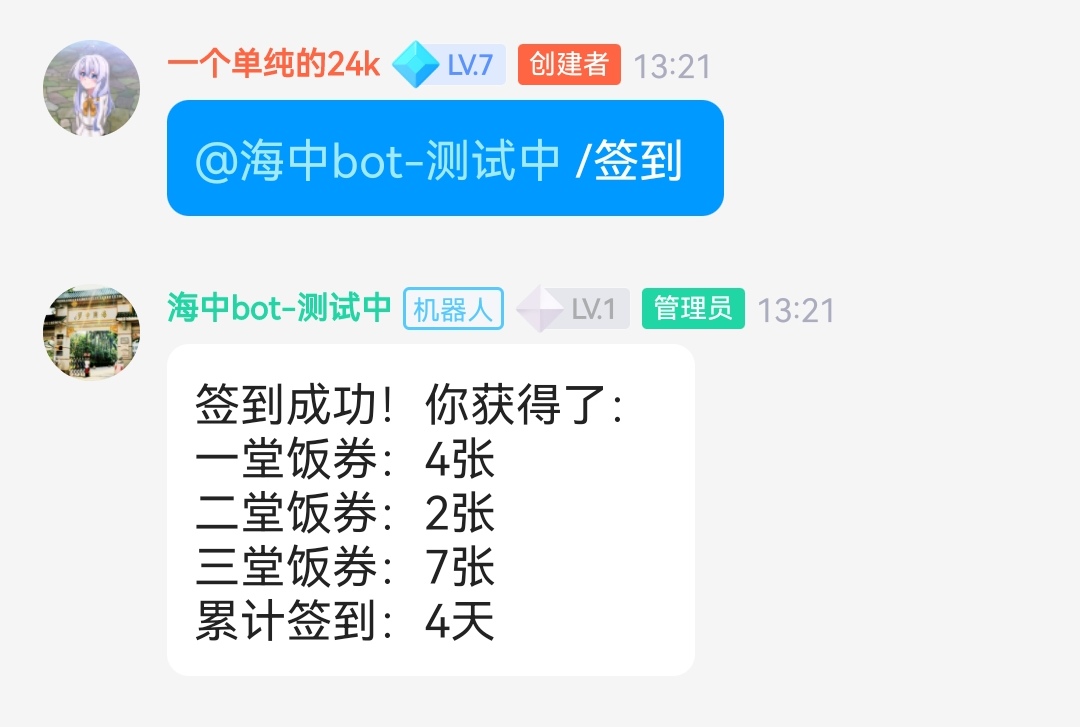 一个单纯的24k LV.7 创建者 13:21
@海中bot-测试中 /签到
海中bot-测试中 机器人 LV.1 管理员 13:21
签到成功！你获得了：
一堂饭券：4张
二堂饭券：2张
三堂饭券：7张
累计签到：4天